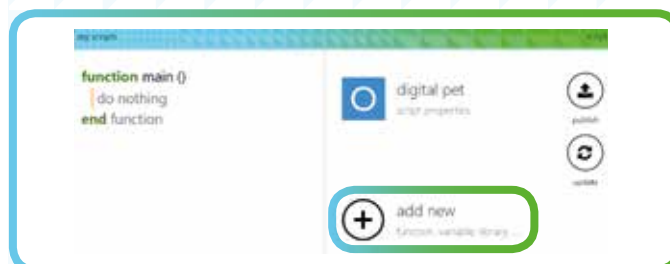 my scripts
function main ()
do nothing
end function
digital pet
script properties
publish
update
add new
function, variable, library ...